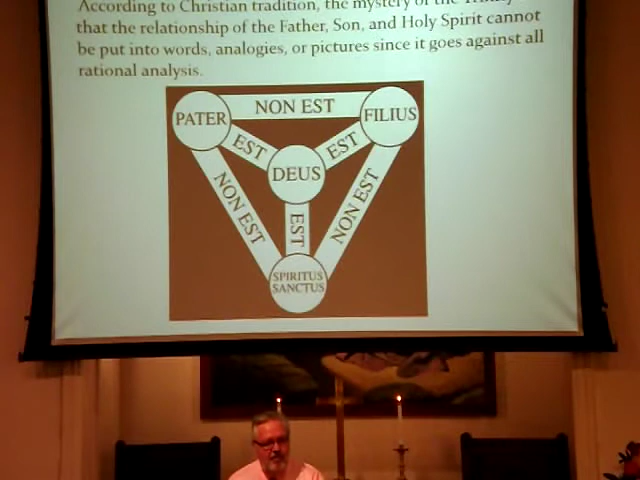 According to Christian tradition, the mystery of the Trinity
that the relationship of the Father, Son, and Holy Spirit cannot
be put into words, analogies, or pictures since it goes against all
rational analysis.
PATER
NON EST
FILIUS
EST
EST
DEUS
NON EST
EST
NON EST
SPIRITUS
SANCTUS